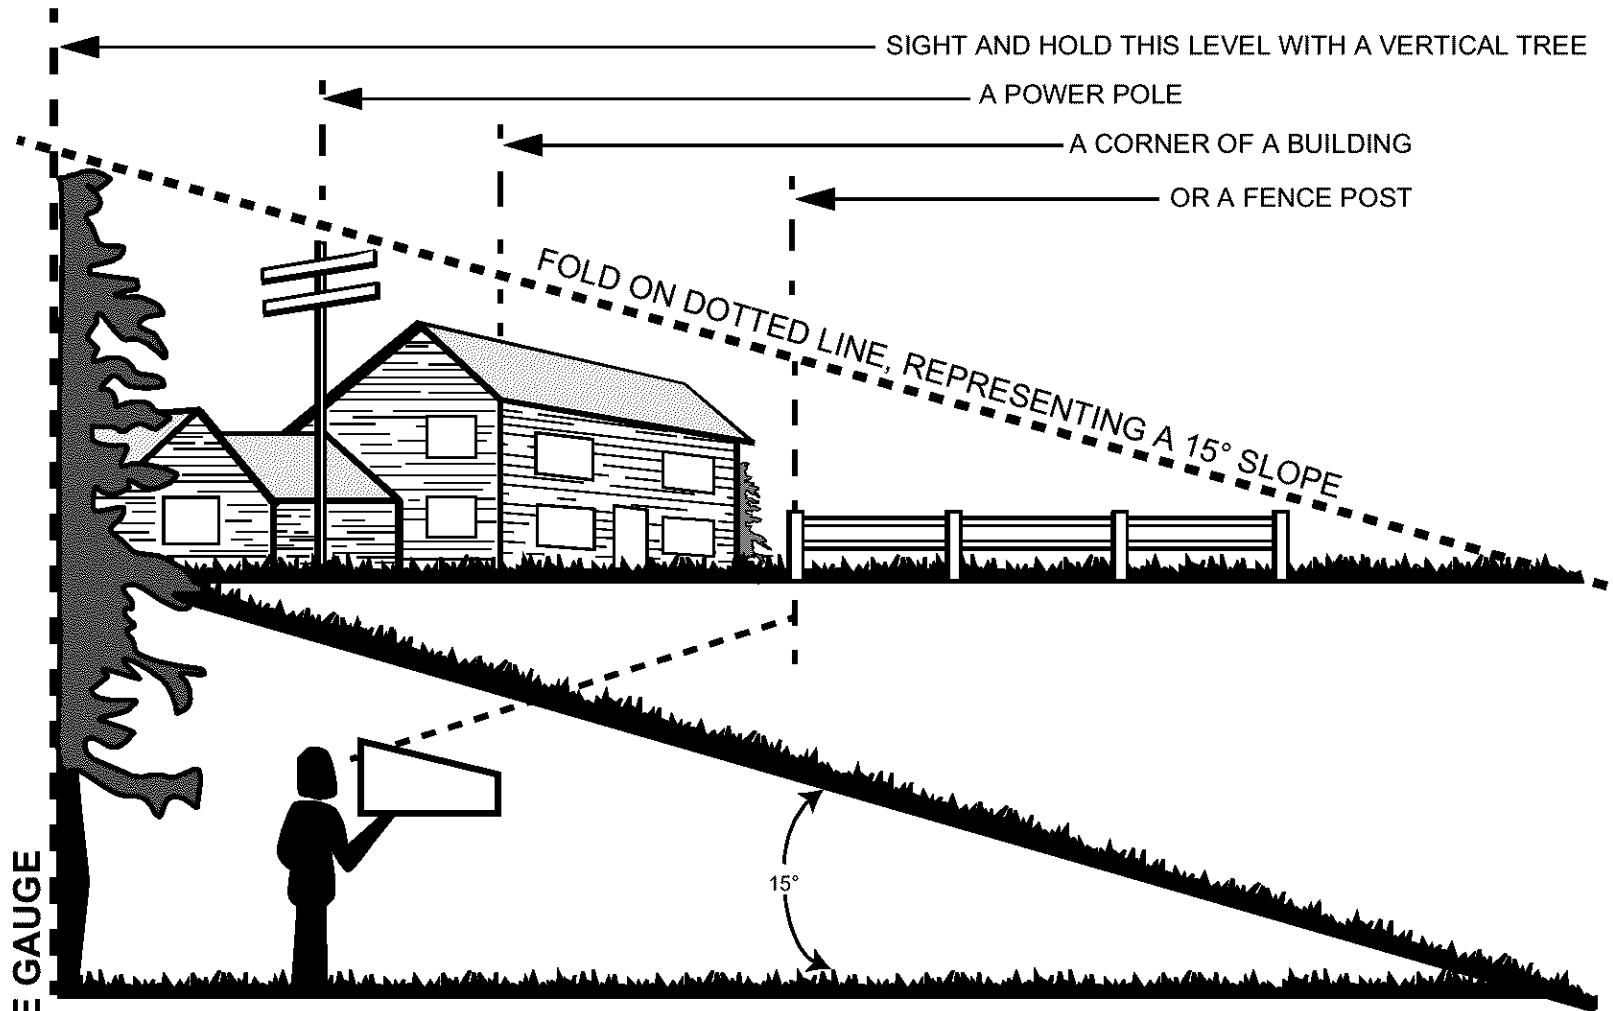 SIGHT AND HOLD THIS LEVEL WITH A VERTICAL TREE
A POWER POLE
A CORNER OF A BUILDING
OR A FENCE POST
FOLD ON DOTTED LINE, REPRESENTING A 15° SLOPE
15°
GAUGE